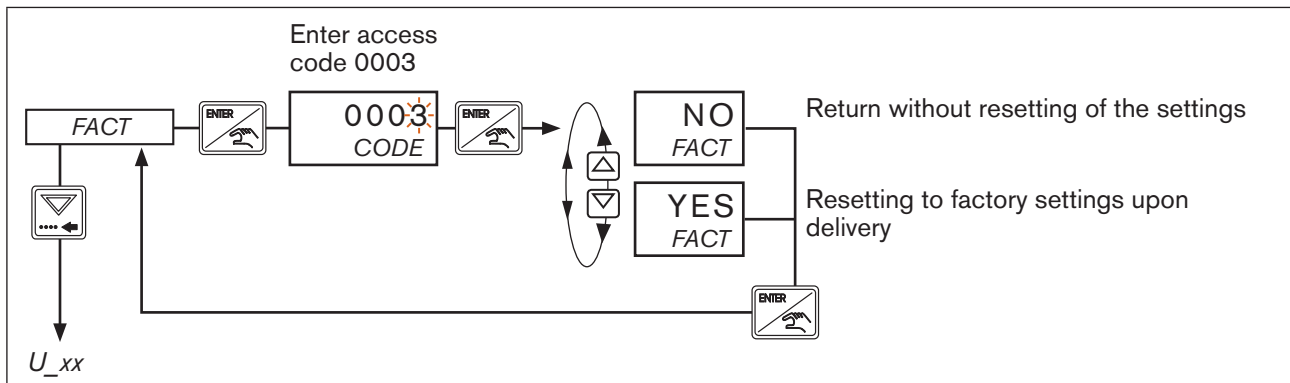 Enter access
code 0003
FACT
ENTER
0003
CODE
ENTER
NO
FACT
Return without resetting of the settings
YES
FACT
Resetting to factory settings upon
delivery
ENTER
U_xx